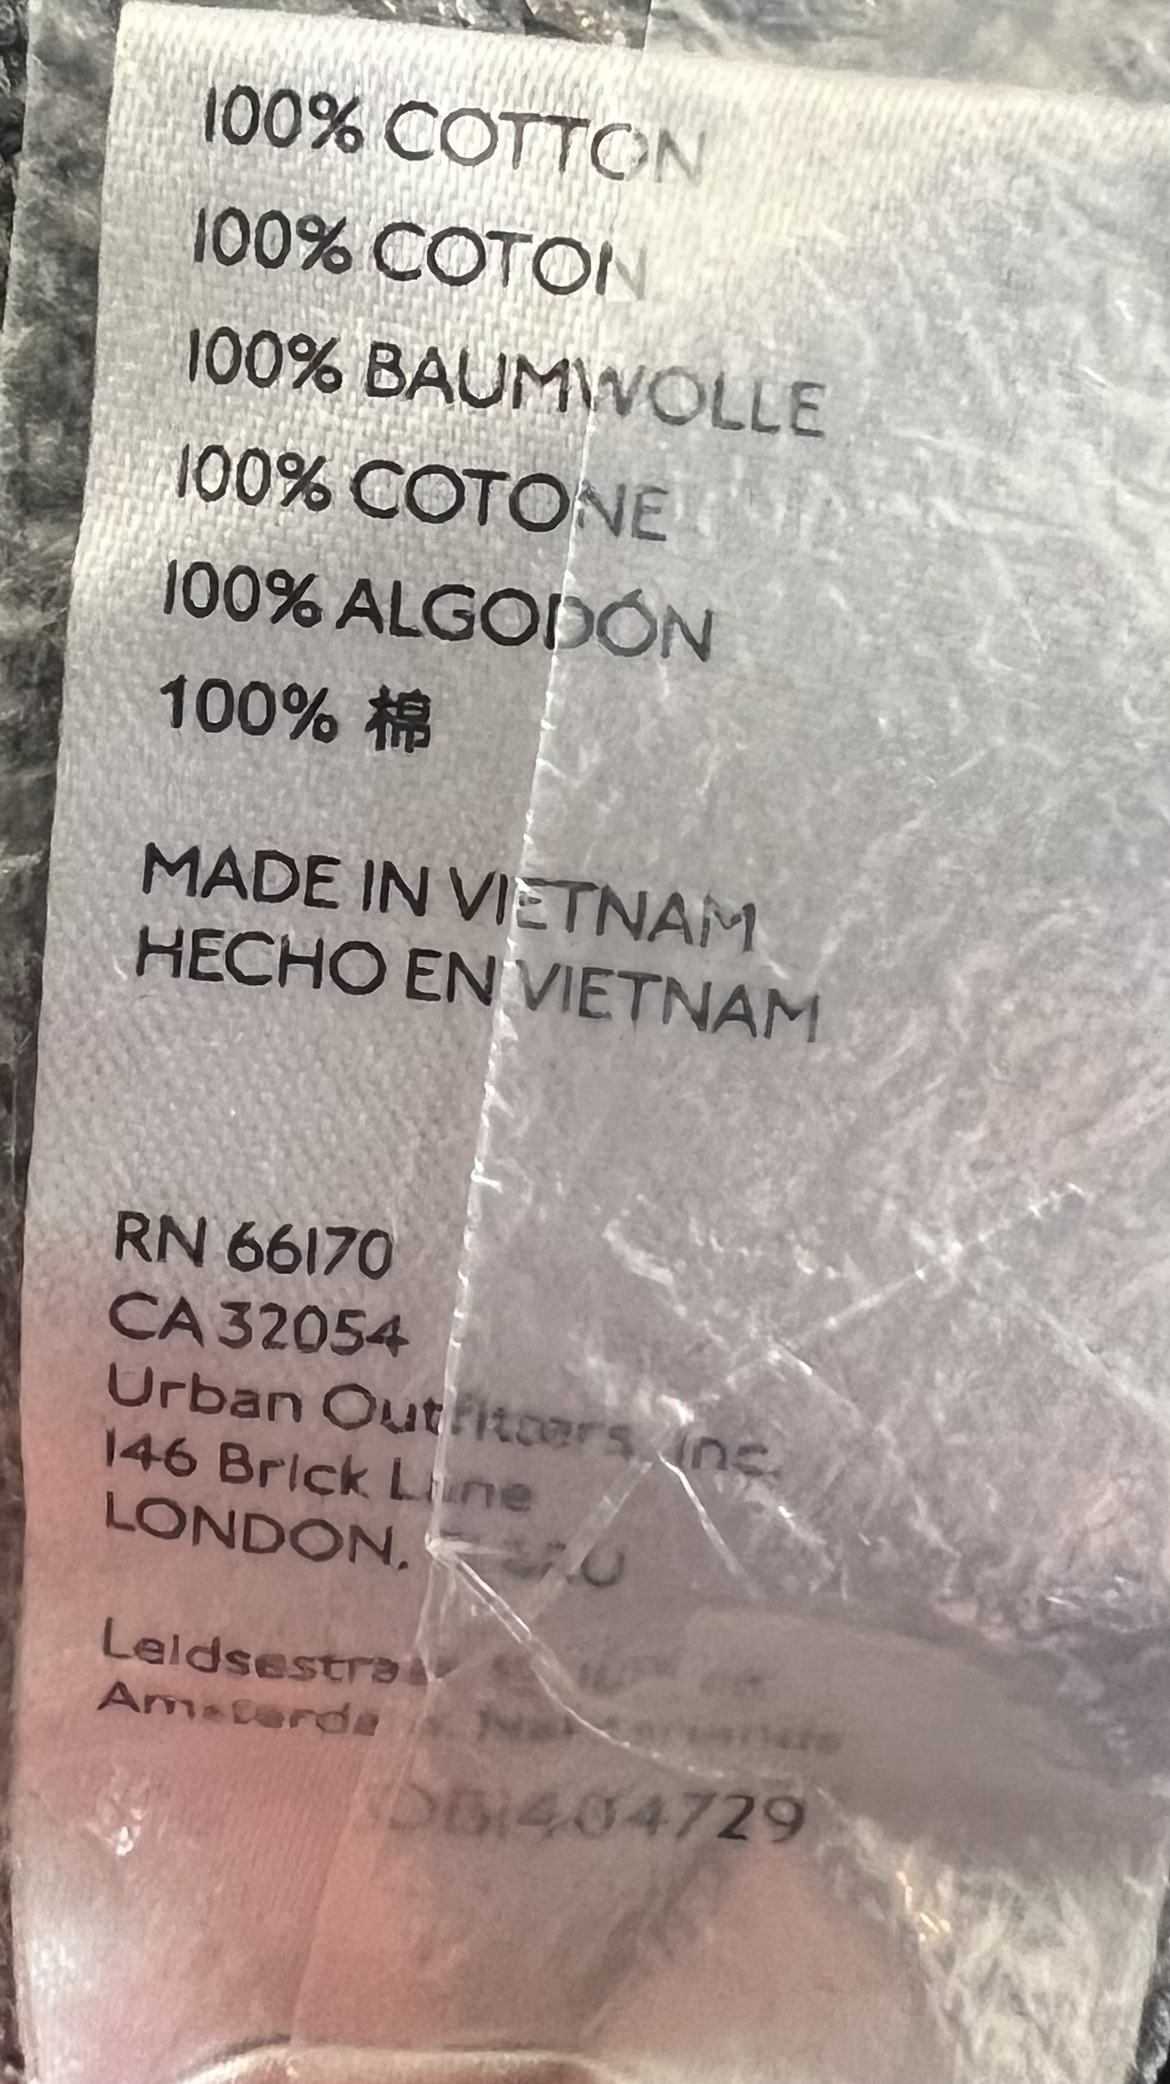 100% COTTON
100% COTON
100% BAUMWOLLE
100% COTONE
100% ALGODÓN
100% 棉
MADE IN VIETNAM
HECHO EN VIETNAM
RN 66170
CA 32054
Urban Outfitters, Inc.
146 Brick Lane
LONDON,